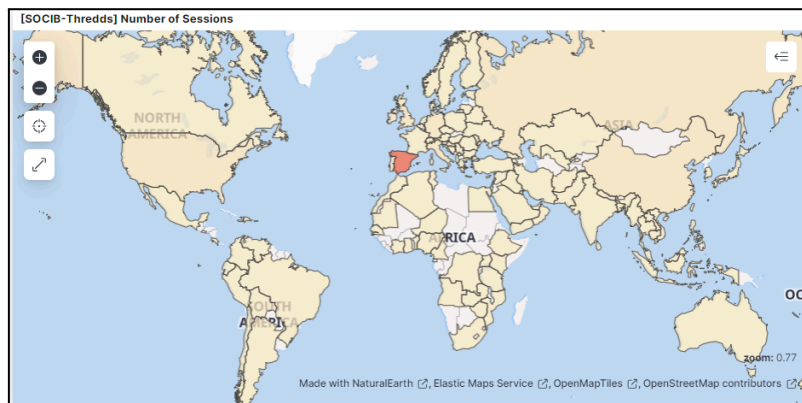 [SOCIB-Thredds] Number of Sessions
NORTH
AMERICA
ASIA
AFRICA
SOUTH
AMERICA
OC
zoom: 0.77
Made with NaturalEarth, Elastic Maps Service, OpenMapTiles, OpenStreetMap contributors